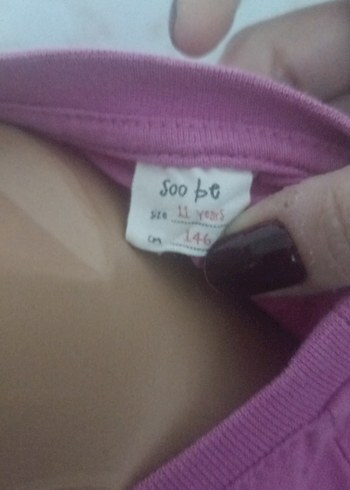 soo be
size 11 years
cm 146